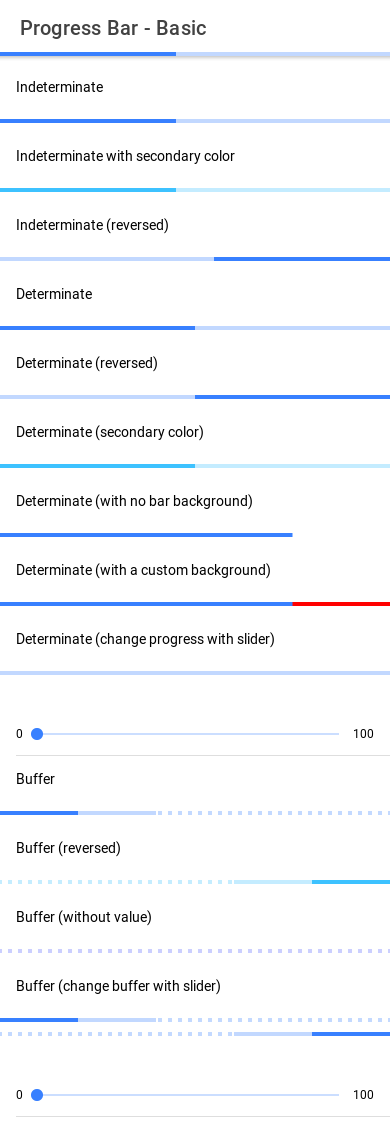 Progress Bar - Basic
Indeterminate
Indeterminate with secondary color
Indeterminate (reversed)
Determinate
Determinate (reversed)
Determinate (secondary color)
Determinate (with no bar background)
Determinate (with a custom background)
Determinate (change progress with slider)
0 100
Buffer
Buffer (reversed)
Buffer (without value)
Buffer (change buffer with slider)
0 100